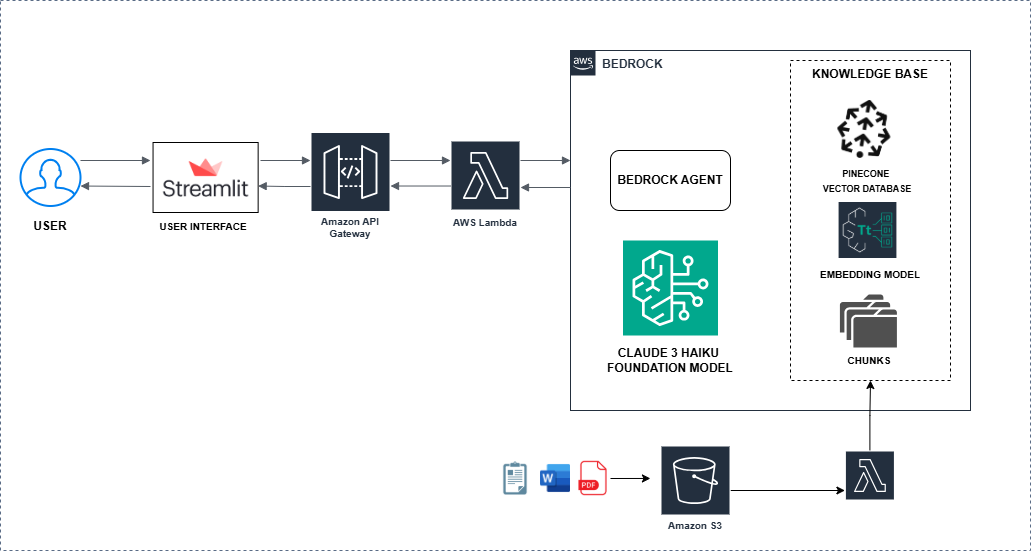 aws
BEDROCK
KNOWLEDGE BASE
PINECONE
VECTOR DATABASE
Tt
EMBEDDING MODEL
CHUNKS
BEDROCK AGENT
CLAUDE 3 HAIKU
FOUNDATION MODEL
USER
Streamlit
USER INTERFACE
</>
Amazon API
Gateway
AWS Lambda
W
PDF
Amazon S3